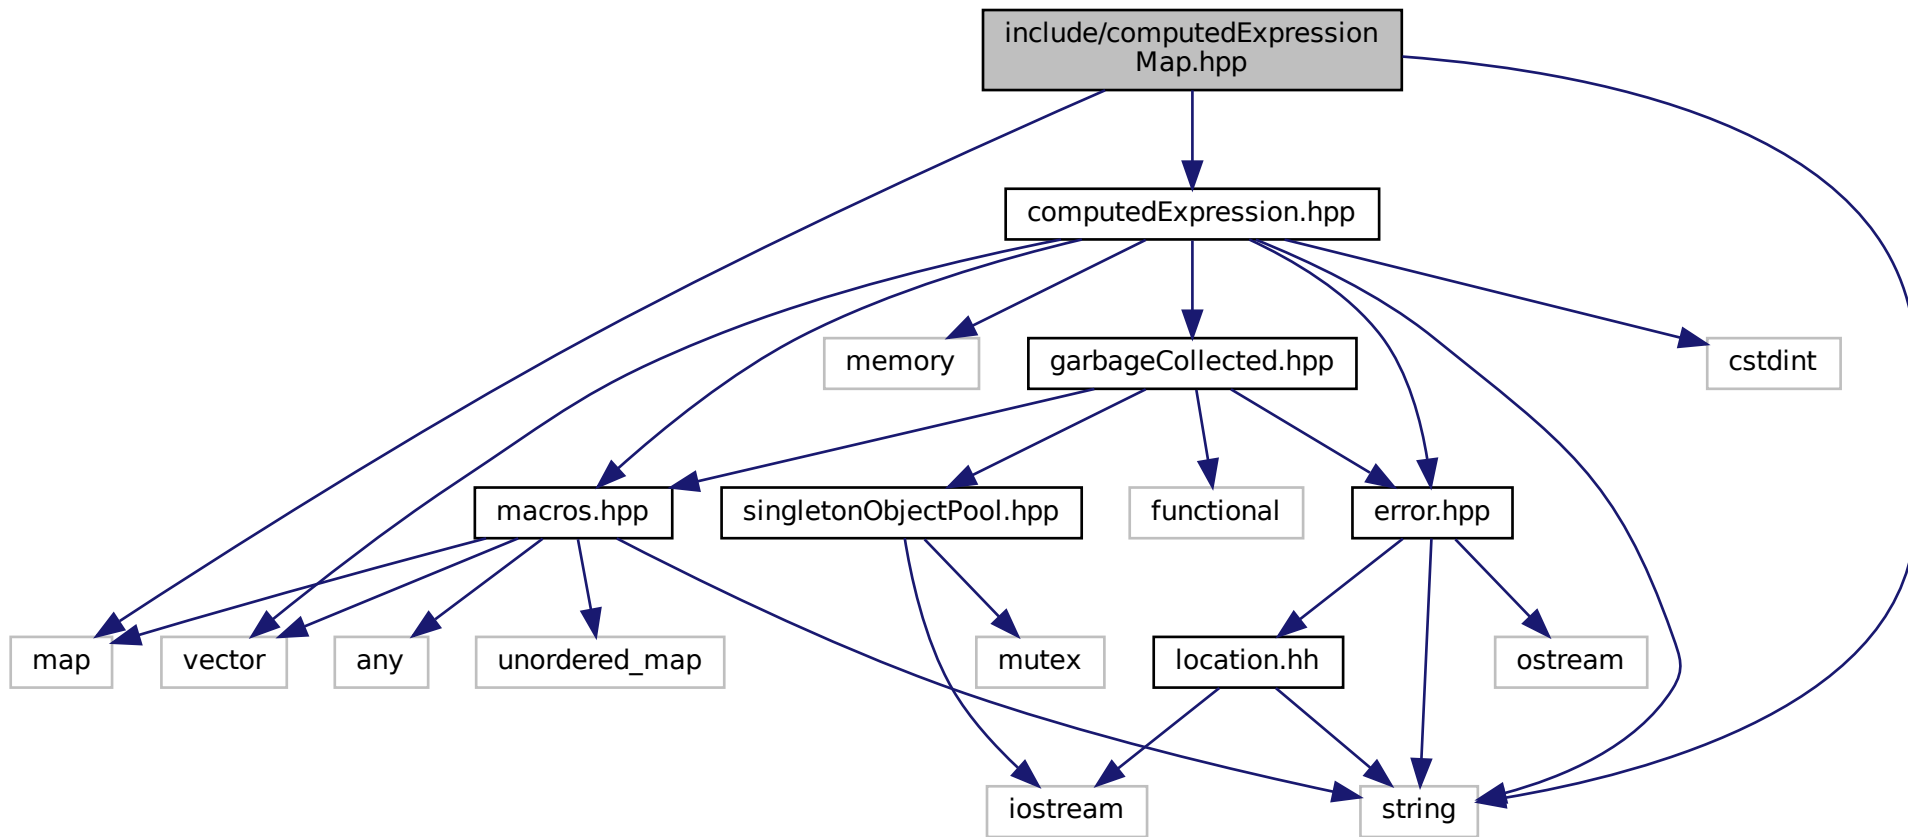 include/computedExpression
Map.hpp
computedExpression.hpp
memory
garbageCollected.hpp
cstdint
macros.hpp
singletonObjectPool.hpp
functional
error.hpp
map
vector
any
unordered_map
mutex
location.hh
ostream
iostream
string